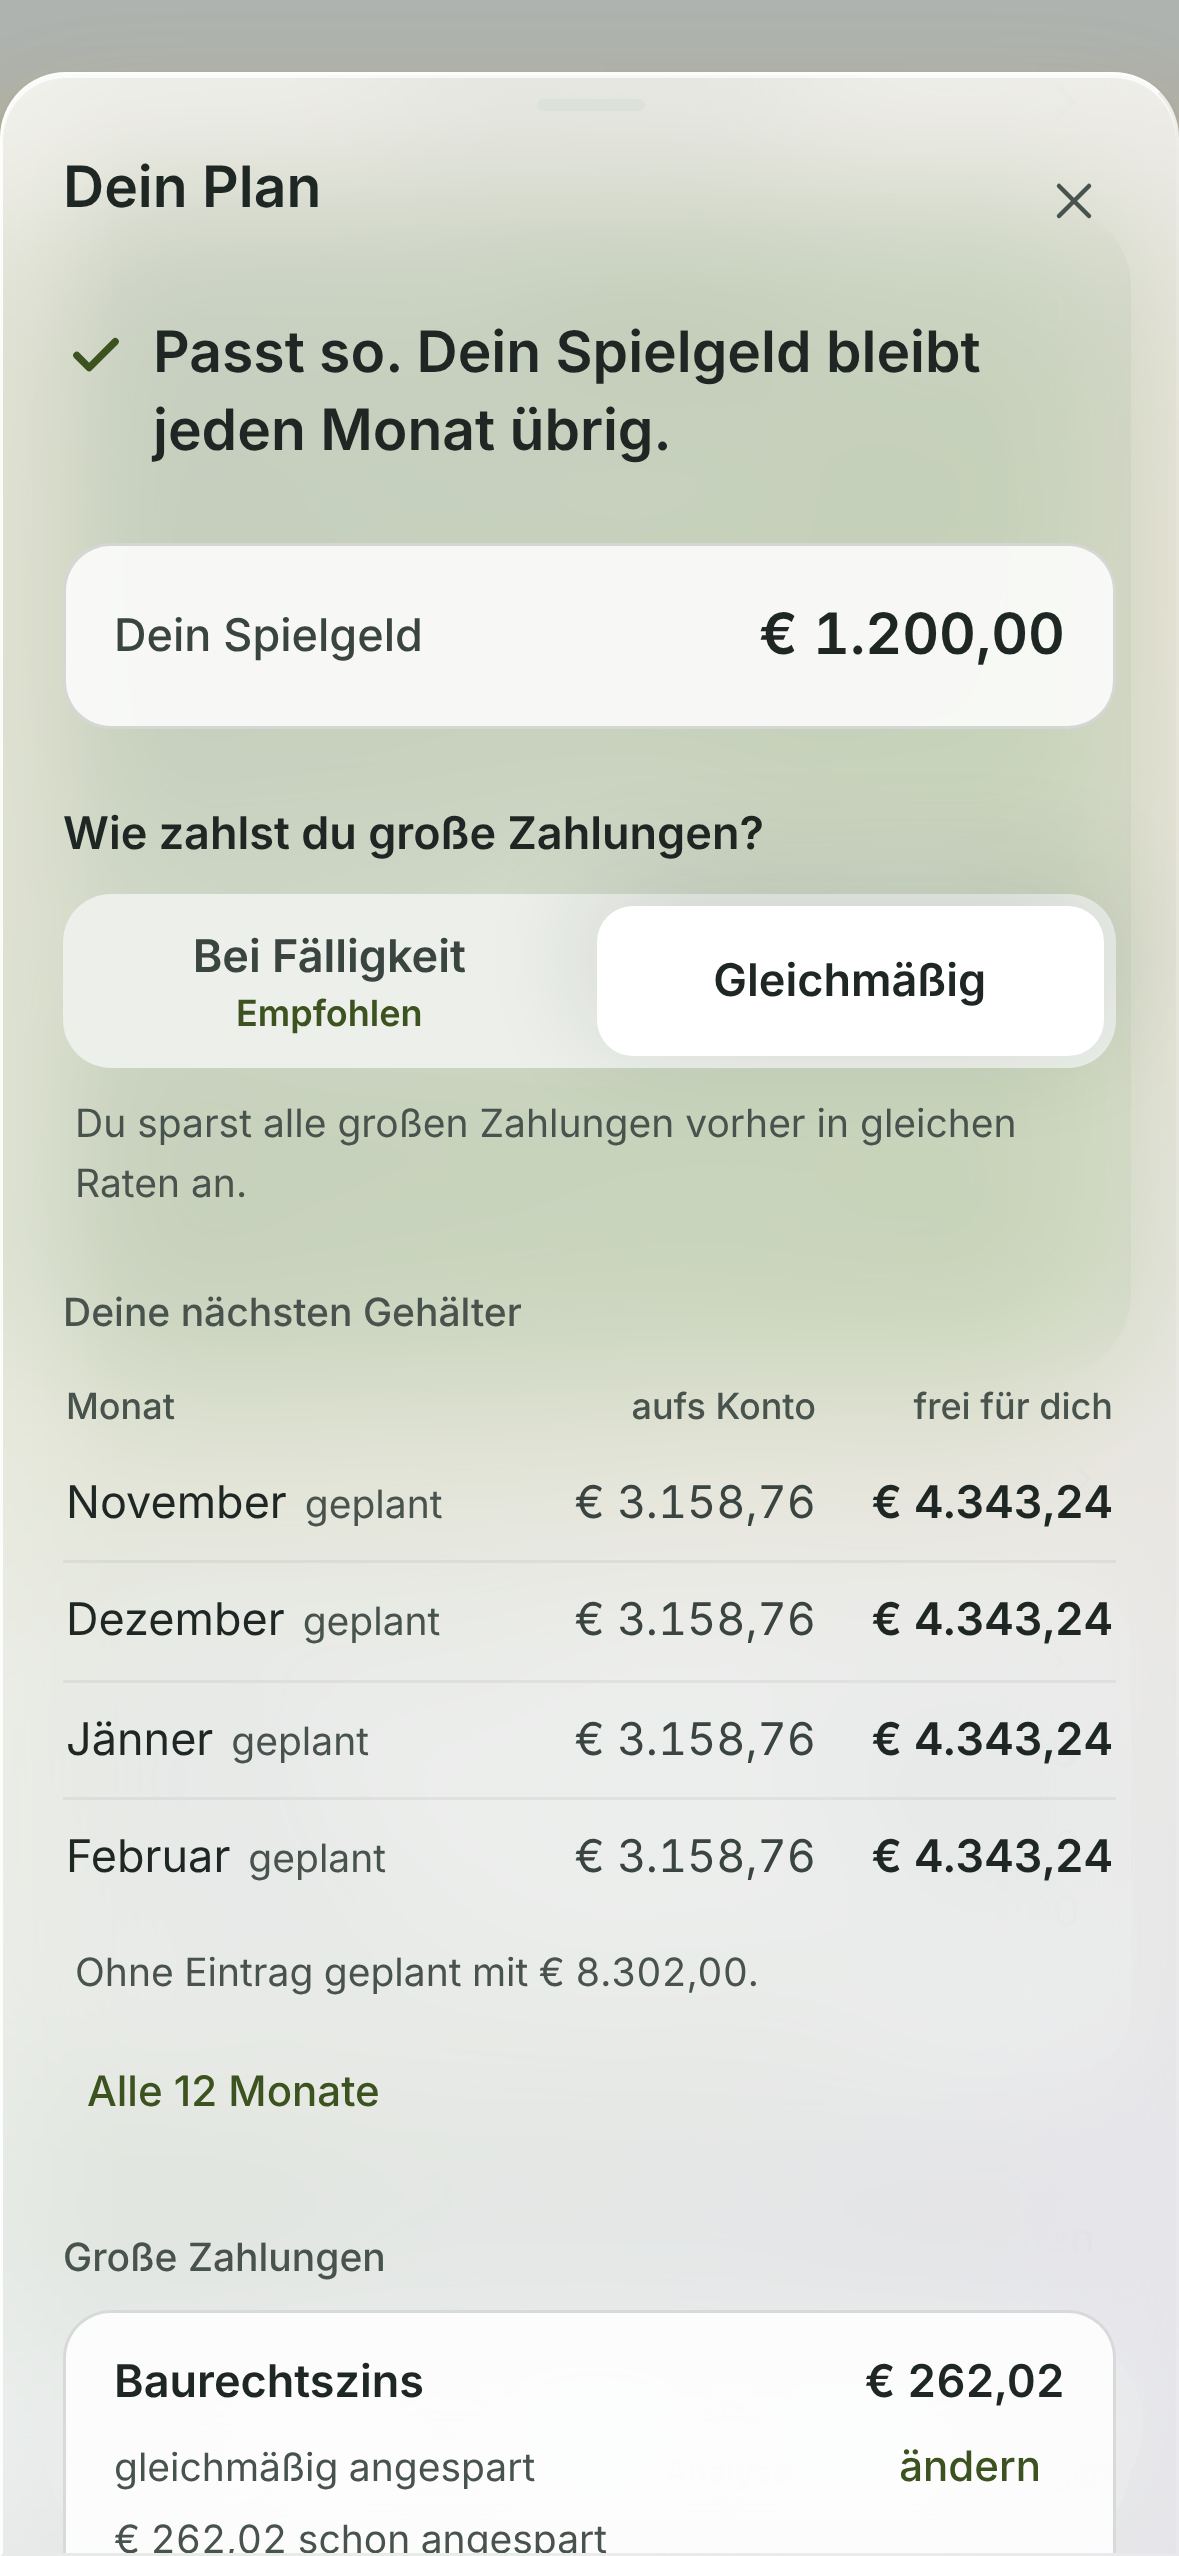 Dein Plan
Passt so. Dein Spielgeld bleibt
jeden Monat übrig.
Dein Spielgeld € 1.200,00
Wie zahlst du große Zahlungen?
Bei Fälligkeit
Empfohlen
Gleichmäßig
Du sparst alle großen Zahlungen vorher in gleichen
Raten an.
Deine nächsten Gehälter
Monat aufs Konto frei für dich
November geplant € 3.158,76 € 4.343,24
Dezember geplant € 3.158,76 € 4.343,24
Jänner geplant € 3.158,76 € 4.343,24
Februar geplant € 3.158,76 € 4.343,24
Ohne Eintrag geplant mit € 8.302,00.
Alle 12 Monate
Große Zahlungen
Baurechtszins € 262,02
gleichmäßig angespart ändern
€ 262,02 schon angespart